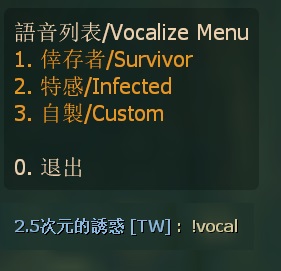 語音列表/Vocalize Menu
1. 倖存者/Survivor
2. 特感/Infected
3. 自製/Custom
0. 退出
2.5次元的誘惑 [TW] : !vocal